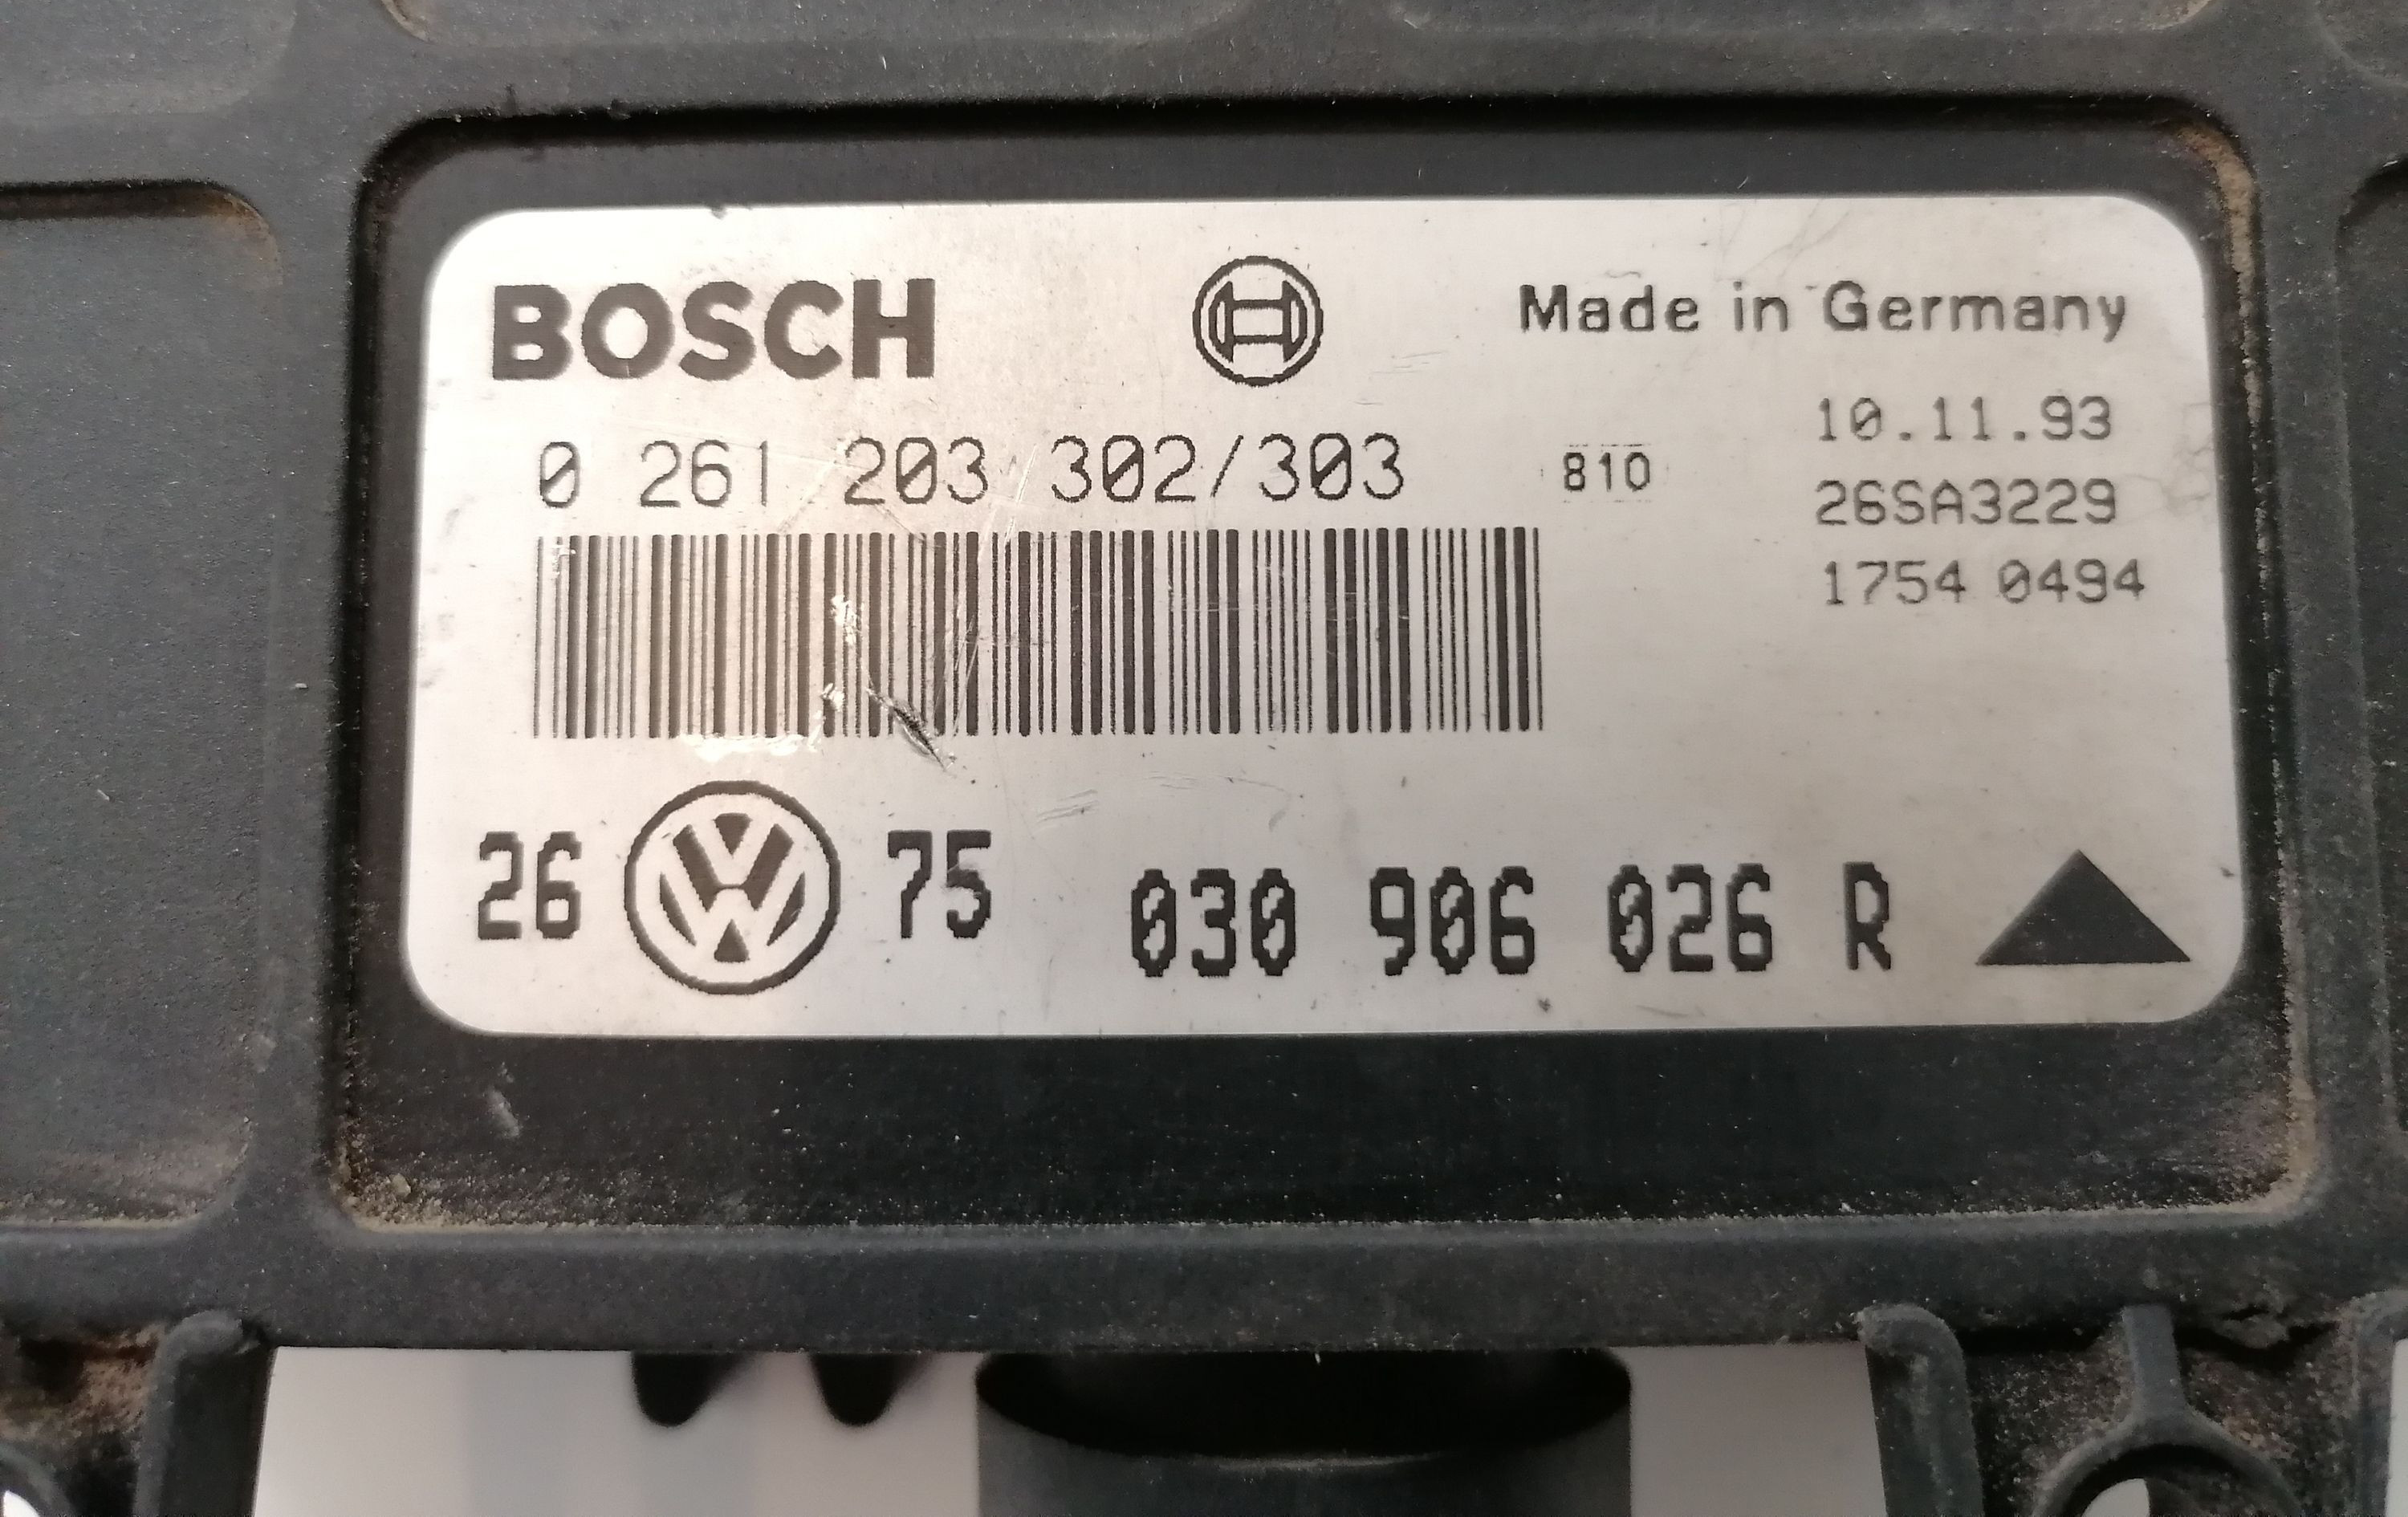 BOSCH Made in Germany
10.11.93
0 261 203 302/303 810
26SA3229
1754 0494
26 75 030 906 026 R